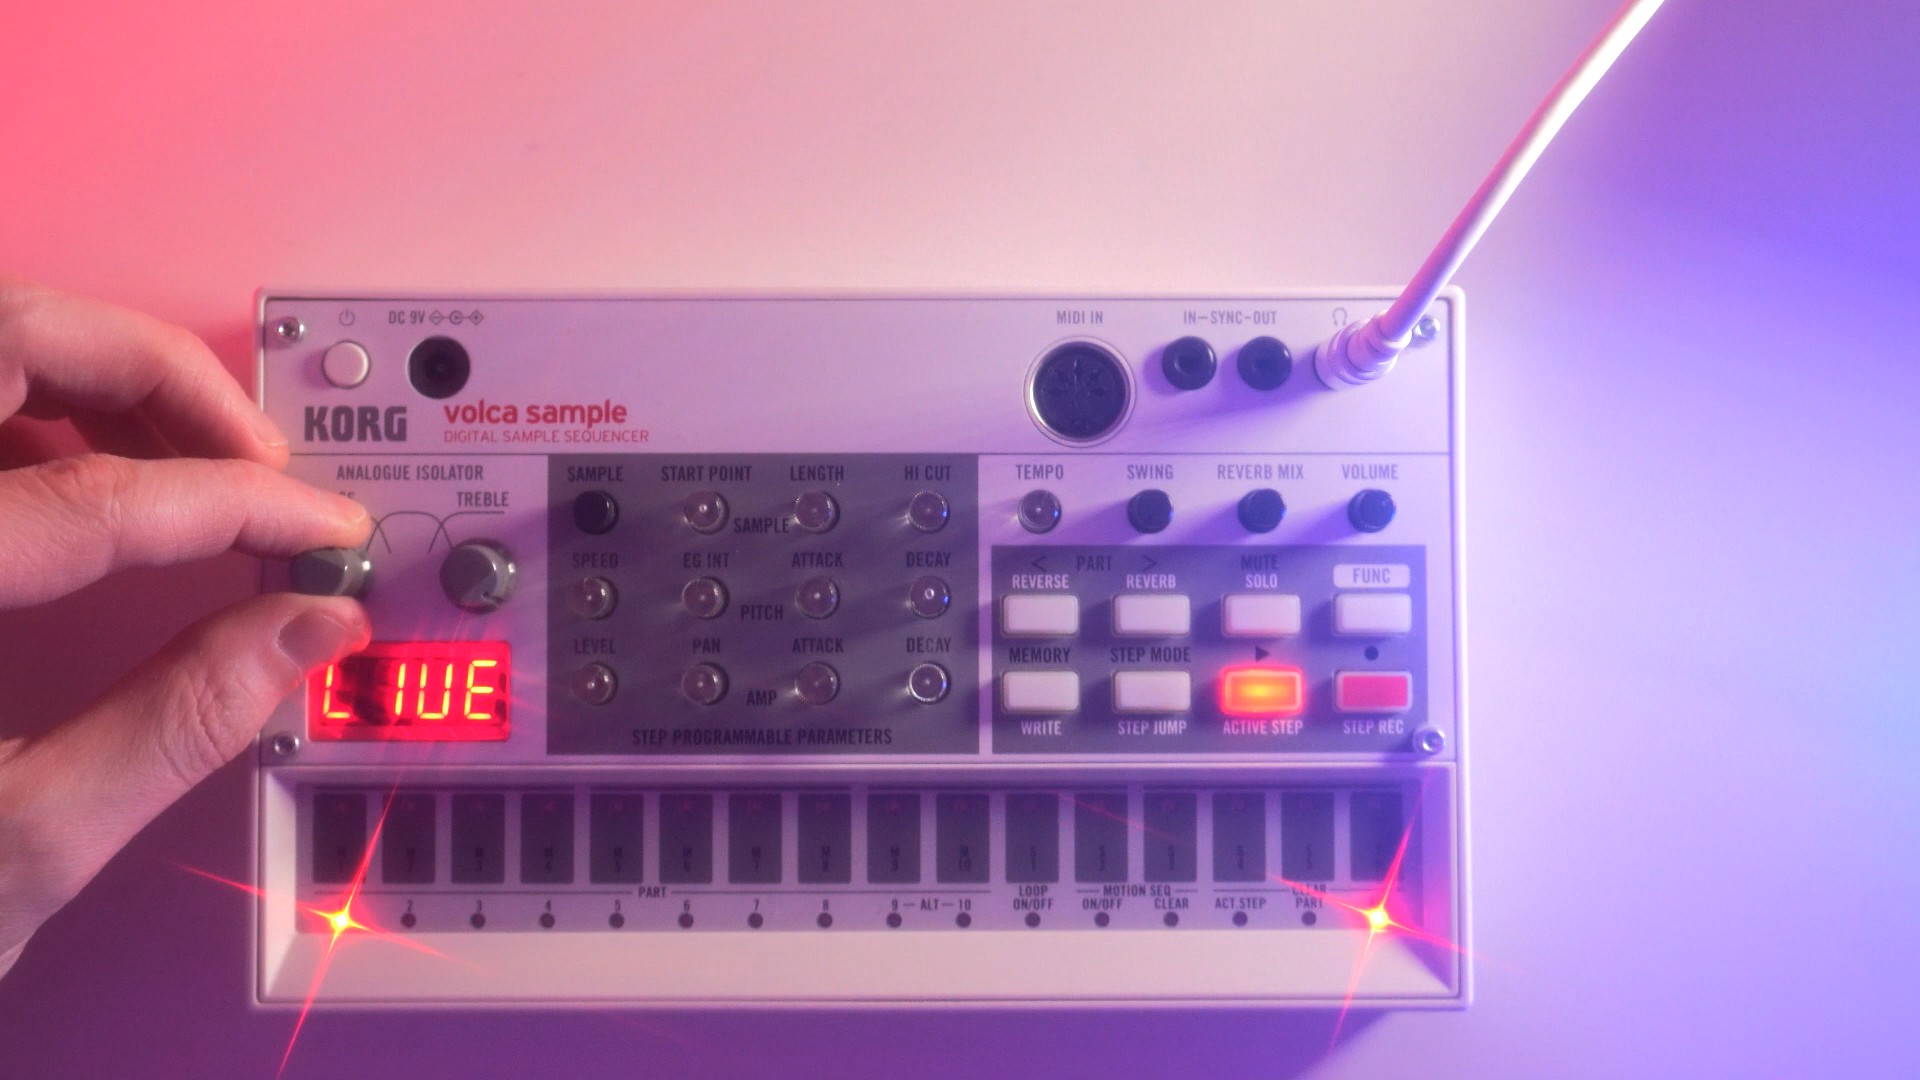 DC 9V
MIDI IN
IN-SYNC-OUT
KORG
volca sample
DIGITAL SAMPLE SEQUENCER
ANALOGUE ISOLATOR
TREBLE
SAMPLE START POINT LENGTH HI CUT
SAMPLE
SPEED EG INT ATTACK DECAY
PITCH
LEVEL PAN ATTACK DECAY
AMP
STEP PROGRAMMABLE PARAMETERS
TEMPO SWING REVERB MIX VOLUME
< PART > MUTE
REVERSE REVERB SOLO FUNC
MEMORY STEP MODE
WRITE STEP JUMP ACTIVE STEP STEP REC
LIVE
PART
LOOP MOTION SEQ CLEAR
2 3 4 5 6 7 8 9 - ALT - 10 ON/OFF ON/OFF CLEAR ACT STEP PART